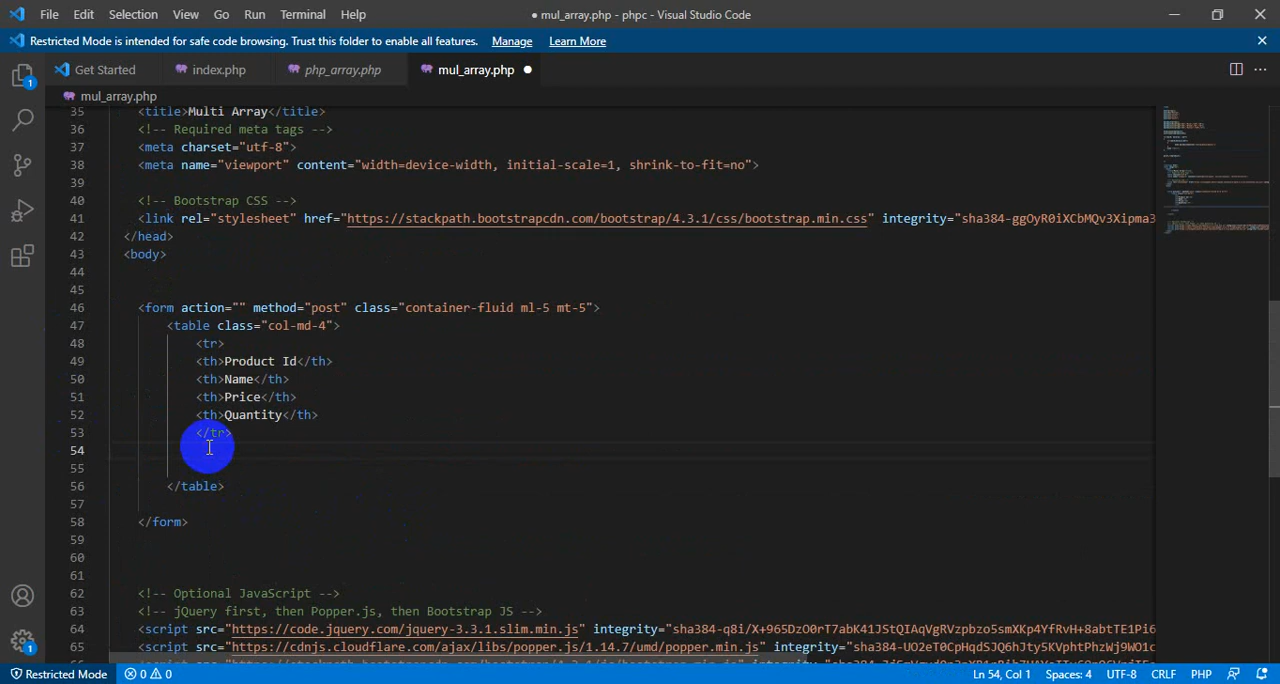 File Edit Selection View Go Run Terminal Help ● mul_array.php - phpc - Visual Studio Code
Restricted Mode is intended for safe code browsing. Trust this folder to enable all features. Manage Learn More
Get Started index.php php_array.php mul_array.php ●
mul_array.php
35 <title>Multi Array</title>
36 <!-- Required meta tags -->
37 <meta charset="utf-8">
38 <meta name="viewport" content="width=device-width, initial-scale=1, shrink-to-fit=no">
39
40 <!-- Bootstrap CSS -->
41 <link rel="stylesheet" href="https://stackpath.bootstrapcdn.com/bootstrap/4.3.1/css/bootstrap.min.css" integrity="sha384-ggOyR0iXCbMQv3Xipma3
42 </head>
43 <body>
44
45
46 <form action="" method="post" class="container-fluid ml-5 mt-5">
47 <table class="col-md-4">
48 <tr>
49 <th>Product Id</th>
50 <th>Name</th>
51 <th>Price</th>
52 <th>Quantity</th>
53 </tr>
54
55
56 </table>
57
58 </form>
59
60
61
62 <!-- Optional JavaScript -->
63 <!-- jQuery first, then Popper.js, then Bootstrap JS -->
64 <script src="https://code.jquery.com/jquery-3.3.1.slim.min.js" integrity="sha384-q8i/X+965DzO0rT7abK41JStQIAqVgRVzpbzo5smXKp4YfRvH+8abtTE1Pi6
65 <script src="https://cdnjs.cloudflare.com/ajax/libs/popper.js/1.14.7/umd/popper.min.js" integrity="sha384-UO2eT0CpHqdSJQ6hJty5KVphtPhzWj9WO1c
1
1
Restricted Mode 0 0 Ln 54, Col 1 Spaces: 4 UTF-8 CRLF PHP